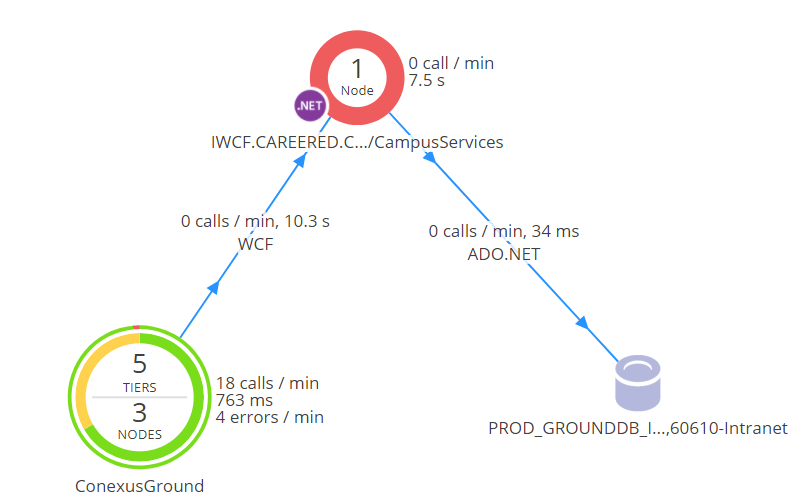 1
Node
.NET
0 call / min
7.5 s
IWCF.CAREERED.C.../CampusServices
0 calls / min, 10.3 s
WCF
0 calls / min, 34 ms
ADO.NET
5
TIERS
3
NODES
18 calls / min
763 ms
4 errors / min
ConexusGround
PROD_GROUNDDB_I...,60610-Intranet